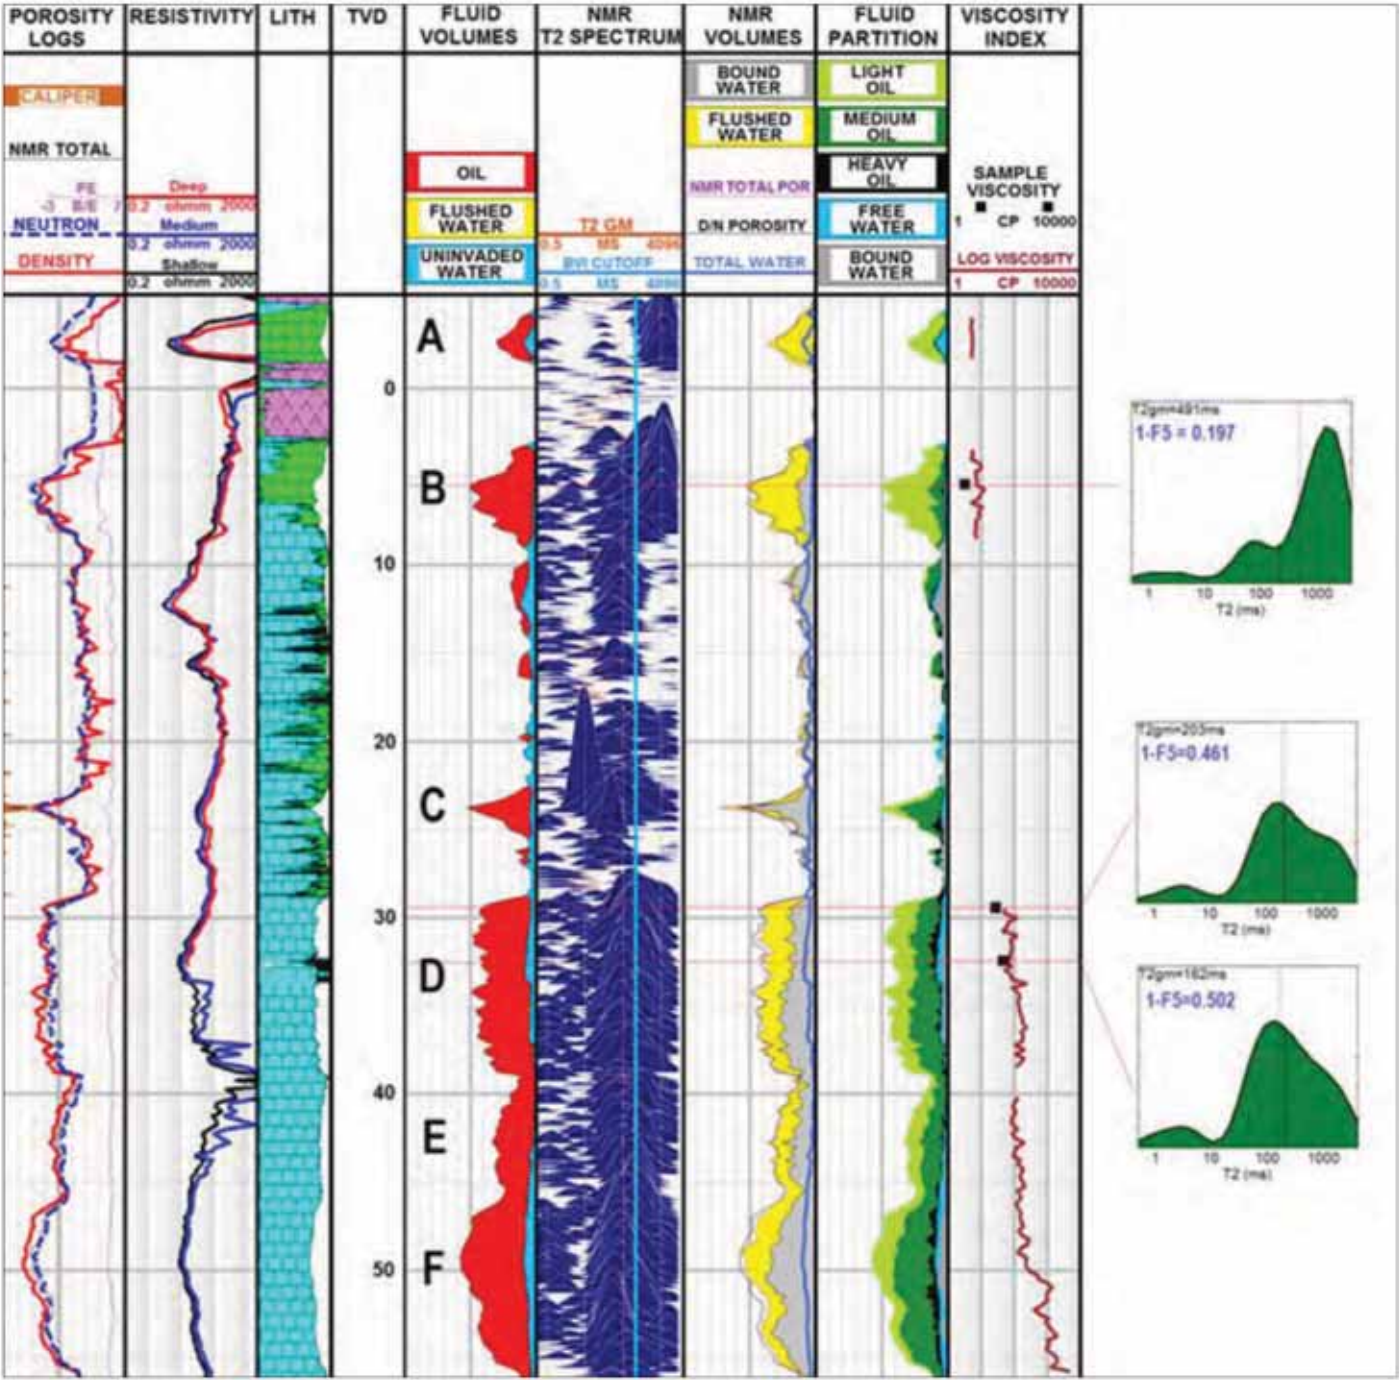 POROSITY
LOGS
RESISTIVITY
LITH
TVD
FLUID
VOLUMES
NMR
T2 SPECTRUM
NMR
VOLUMES
FLUID
PARTITION
VISCOSITY
INDEX
CALIPER
NMR TOTAL
PE
-3 B/E 7
NEUTRON
DENSITY
Deep
0.2 ohmm 2000
Medium
0.2 ohmm 2000
Shallow
0.2 ohmm 2000
OIL
FLUSHED
WATER
UNINVADED
WATER
T2 GM
0.5 MS 4096
BVI CUTOFF
0.5 MS 4096
BOUND
WATER
FLUSHED
WATER
NMR TOTAL POR
D/N POROSITY
TOTAL WATER
LIGHT
OIL
MEDIUM
OIL
HEAVY
OIL
FREE
WATER
BOUND
WATER
SAMPLE
VISCOSITY
1 CP 10000
LOG VISCOSITY
1 CP 10000
A
0
B
10
20
C
30
D
40
E
50
F
T2gm=491ms
1-F5 = 0.197
1 10 100 1000
T2 (ms)
T2gm=203ms
1-F5=0.461
1 10 100 1000
T2 (ms)
T2gm=162ms
1-F5=0.502
1 10 100 1000
T2 (ms)